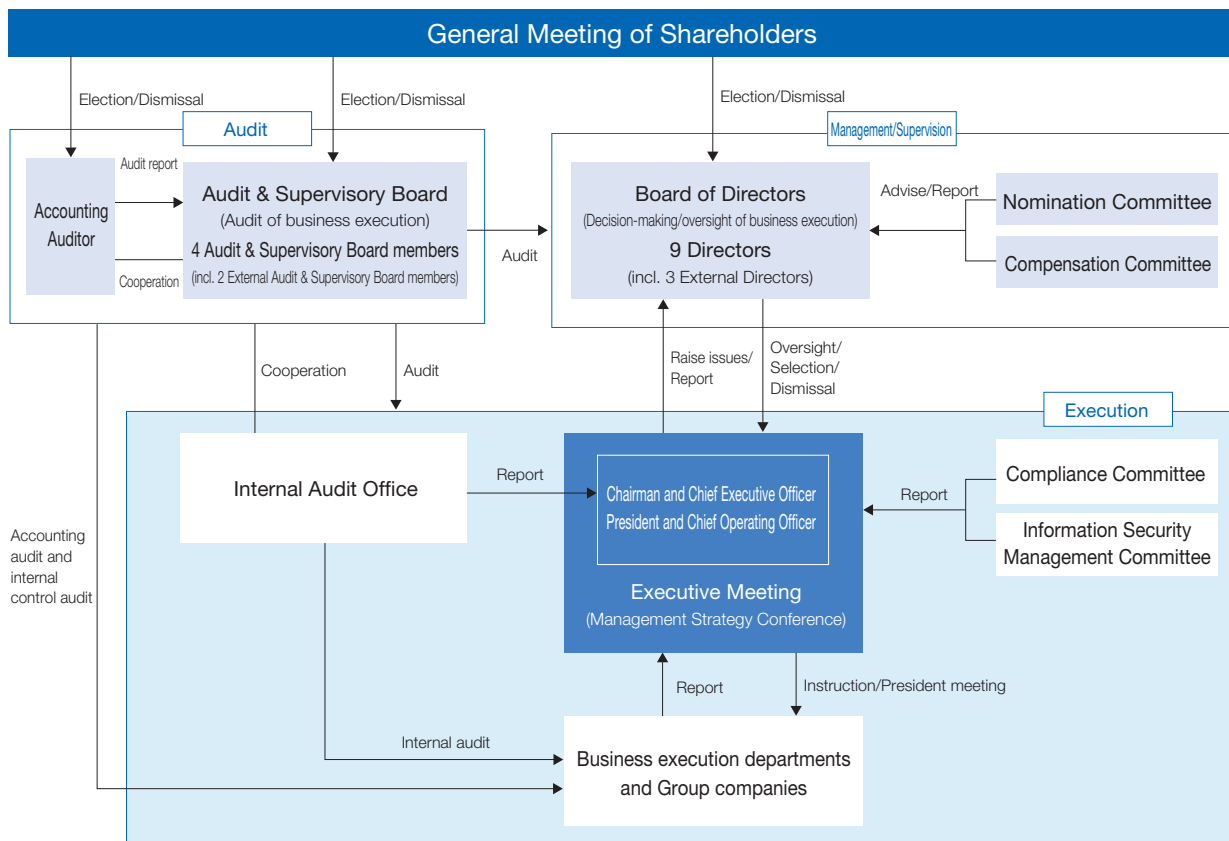 General Meeting of Shareholders
Election/Dismissal
Election/Dismissal
Election/Dismissal
Audit
Management/Supervision
Audit report
Accounting
Auditor
Cooperation
Audit & Supervisory Board
(Audit of business execution)
4 Audit & Supervisory Board members
(incl. 2 External Audit & Supervisory Board members)
Audit
Board of Directors
(Decision-making/oversight of business execution)
9 Directors
(incl. 3 External Directors)
Advise/Report
Nomination Committee
Compensation Committee
Cooperation
Audit
Raise issues/
Report
Oversight/
Selection/
Dismissal
Execution
Internal Audit Office
Report
Chairman and Chief Executive Officer
President and Chief Operating Officer
Executive Meeting
(Management Strategy Conference)
Report
Compliance Committee
Information Security
Management Committee
Accounting
audit and
internal
control audit
Report
Instruction/President meeting
Internal audit
Business execution departments
and Group companies